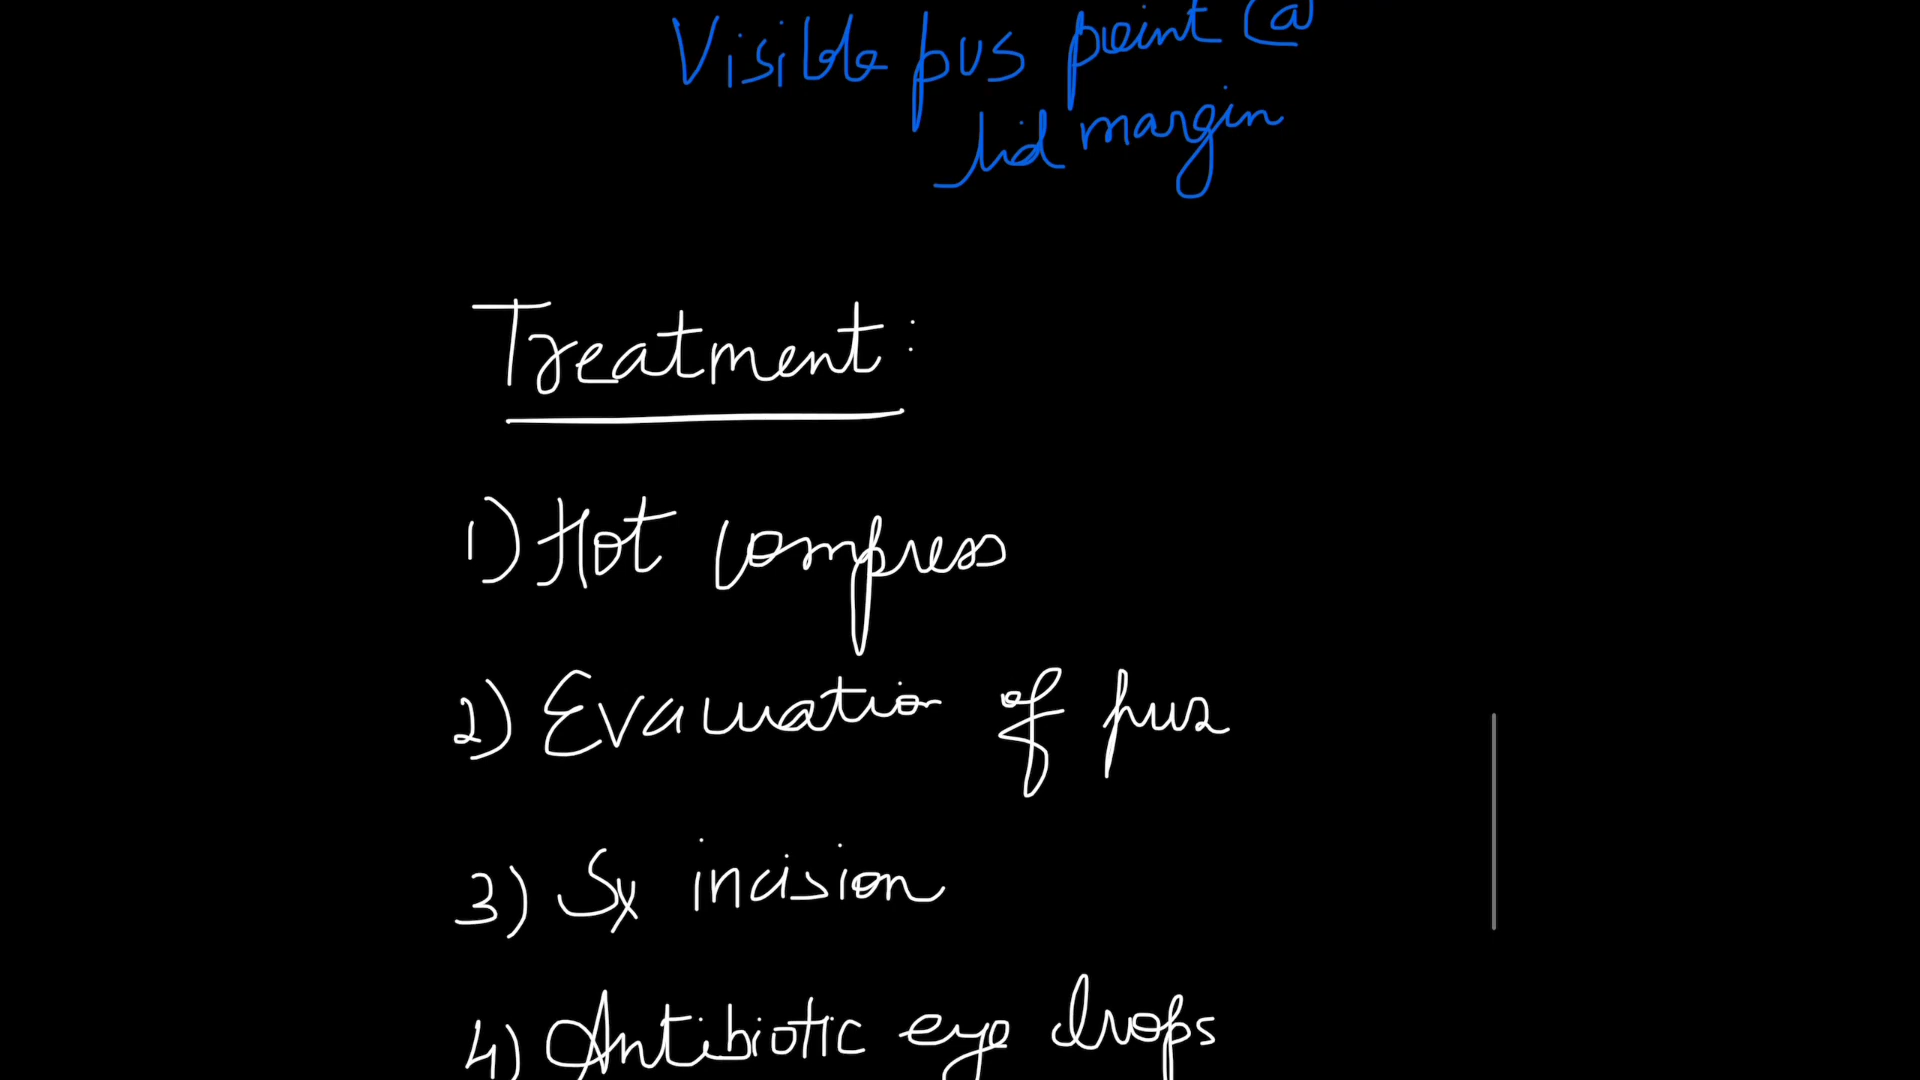 Visible pus point @
lid margin
Treatment:
1) Hot compress
2) Evacuation of pus
3) Sx incision
4) Antibiotic eye drops